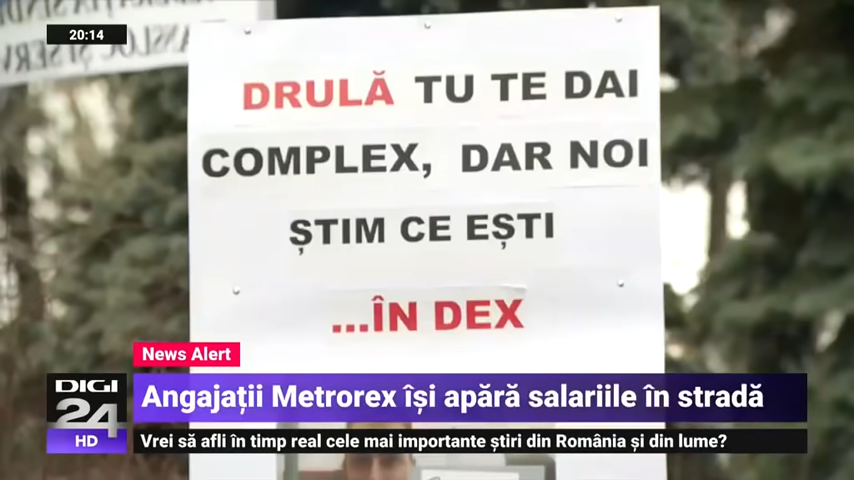 20:14
DRULĂ TU TE DAI
COMPLEX, DAR NOI
ȘTIM CE EȘTI
...ÎN DEX
News Alert
DIGI
24
HD
Angajații Metrorex își apără salariile în stradă
Vrei să afli în timp real cele mai importante știri din România și din lume?